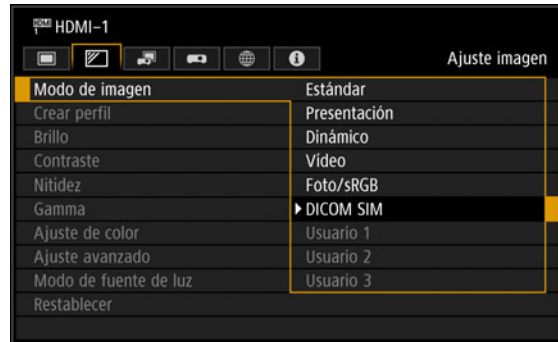 HDMI 1 HDMI-1
Ajuste imagen
Modo de imagen
Crear perfil
Brillo
Contraste
Nitidez
Gamma
Ajuste de color
Ajuste avanzado
Modo de fuente de luz
Restablecer
Estándar
Presentación
Dinámico
Vídeo
Foto/sRGB
DICOM SIM
Usuario 1
Usuario 2
Usuario 3